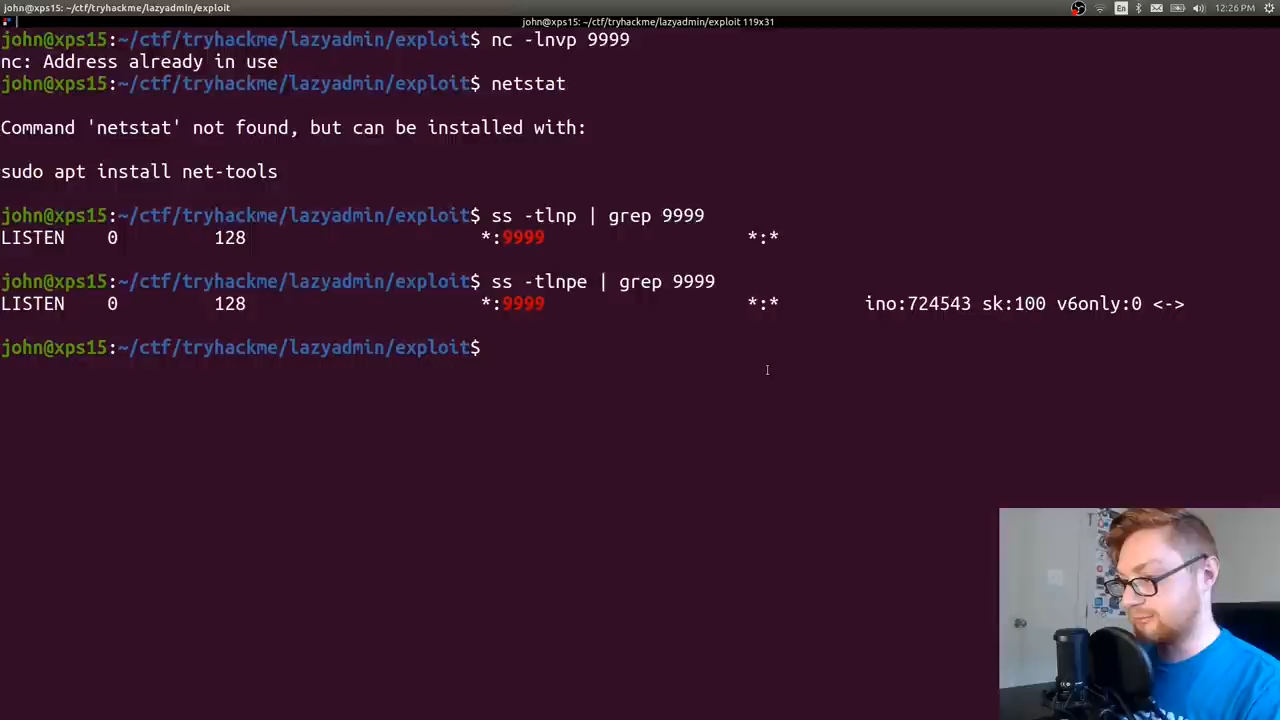 john@xps15: ~/ctf/tryhackme/lazyadmin/exploit
En
12:26 PM
john@xps15: ~/ctf/tryhackme/lazyadmin/exploit 119x31
john@xps15:~/ctf/tryhackme/lazyadmin/exploit$ nc -lnvp 9999
nc: Address already in use
john@xps15:~/ctf/tryhackme/lazyadmin/exploit$ netstat
Command 'netstat' not found, but can be installed with:
sudo apt install net-tools
john@xps15:~/ctf/tryhackme/lazyadmin/exploit$ ss -tlnp | grep 9999
LISTEN 0 128 *:9999 *:*
john@xps15:~/ctf/tryhackme/lazyadmin/exploit$ ss -tlnpe | grep 9999
LISTEN 0 128 *:9999 *:* ino:724543 sk:100 v6only:0 <->
john@xps15:~/ctf/tryhackme/lazyadmin/exploit$